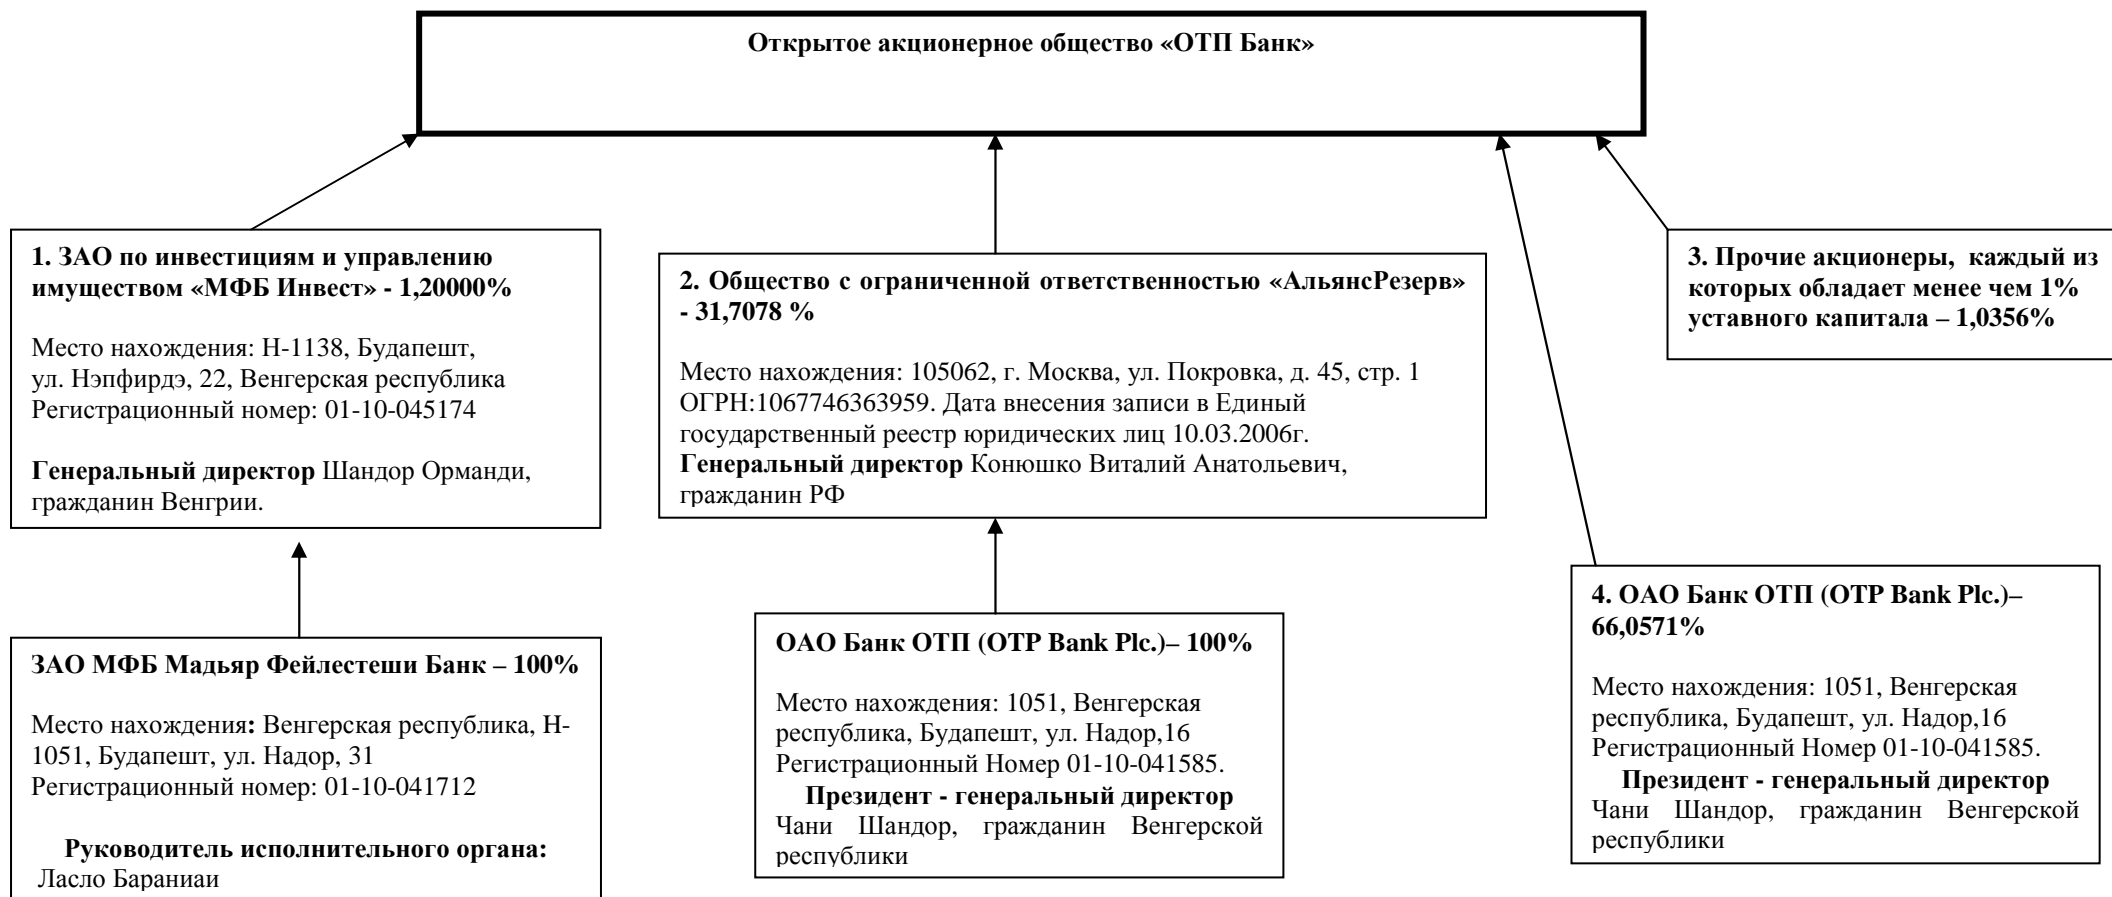 Открытое акционерное общество «ОТП Банк»
1. ЗАО по инвестициям и управлению
имуществом «МФБ Инвест» - 1,20000%
Место нахождения: Н-1138, Будапешт,
ул. Нэпфирдэ, 22, Венгерская республика
Регистрационный номер: 01-10-045174
Генеральный директор Шандор Орманди,
гражданин Венгрии.
2. Общество с ограниченной ответственностью «АльянсРезерв»
- 31,7078 %
Место нахождения: 105062, г. Москва, ул. Покровка, д. 45, стр. 1
ОГРН:1067746363959. Дата внесения записи в Единый
государственный реестр юридических лиц 10.03.2006г.
Генеральный директор Конюшко Виталий Анатольевич,
гражданин РФ
3. Прочие акционеры, каждый из
которых обладает менее чем 1%
уставного капитала – 1,0356%
ЗАО МФБ Мадьяр Фейлестеши Банк – 100%
Место нахождения: Венгерская республика, Н-
1051, Будапешт, ул. Надор, 31
Регистрационный номер: 01-10-041712
Руководитель исполнительного органа:
Ласло Бараниаи
ОАО Банк ОТП (OTP Bank Plc.)– 100%
Место нахождения: 1051, Венгерская
республика, Будапешт, ул. Надор,16
Регистрационный Номер 01-10-041585.
Президент - генеральный директор
Чани Шандор, гражданин Венгерской
республики
4. ОАО Банк ОТП (OTP Bank Plc.)–
66,0571%
Место нахождения: 1051, Венгерская
республика, Будапешт, ул. Надор,16
Регистрационный Номер 01-10-041585.
Президент - генеральный директор
Чани Шандор, гражданин Венгерской
республики